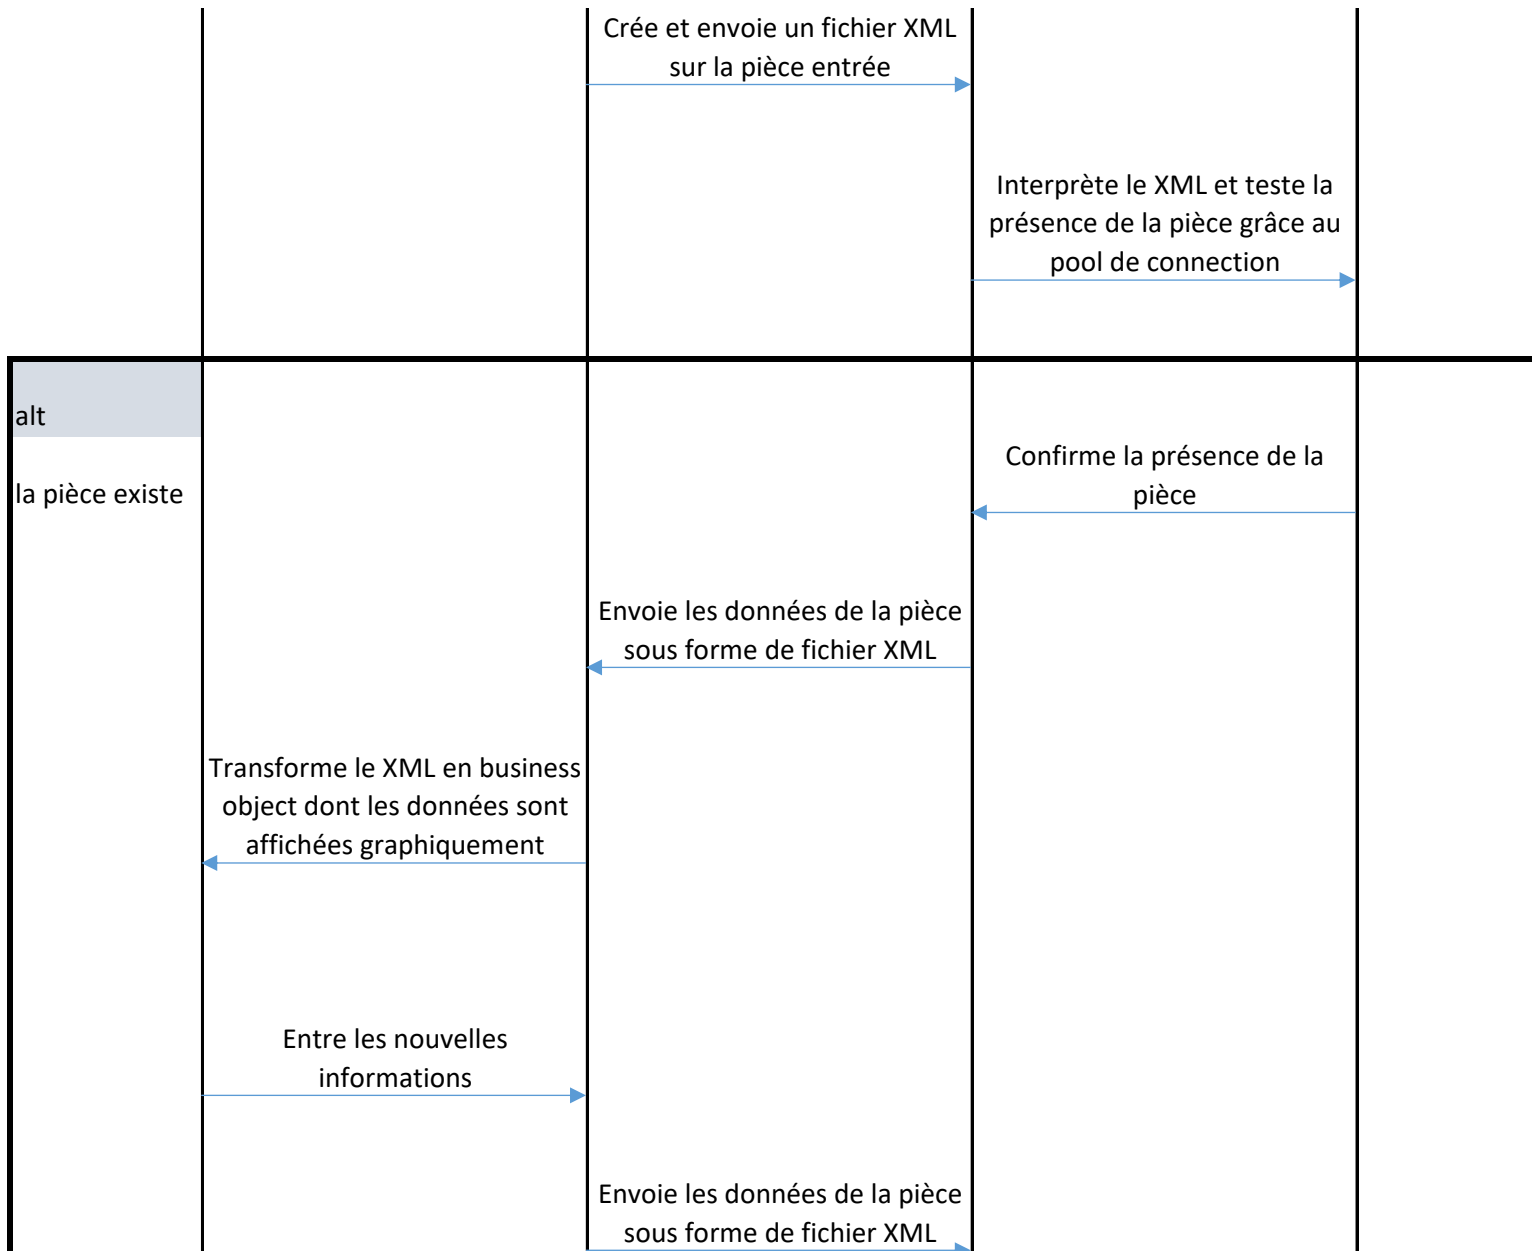 Crée et envoie un fichier XML
sur la pièce entrée
Interprète le XML et teste la
présence de la pièce grâce au
pool de connection
alt
la pièce existe
Confirme la présence de la
pièce
Envoie les données de la pièce
sous forme de fichier XML
Transforme le XML en business
object dont les données sont
affichées graphiquement
Entre les nouvelles
informations
Envoie les données de la pièce
sous forme de fichier XML